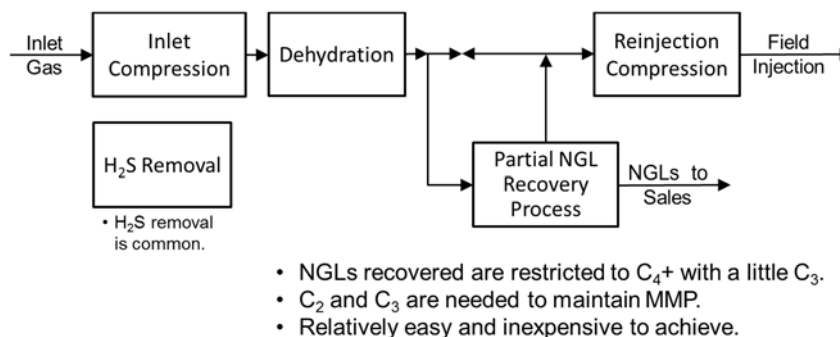 Inlet
Gas
Inlet
Compression
Dehydration
Reinjection
Compression
Field
Injection
H₂S Removal
• H₂S removal
is common.
Partial NGL
Recovery
Process
NGLs to
Sales
• NGLs recovered are restricted to C₄+ with a little C₃.
• C₂ and C₃ are needed to maintain MMP.
• Relatively easy and inexpensive to achieve.